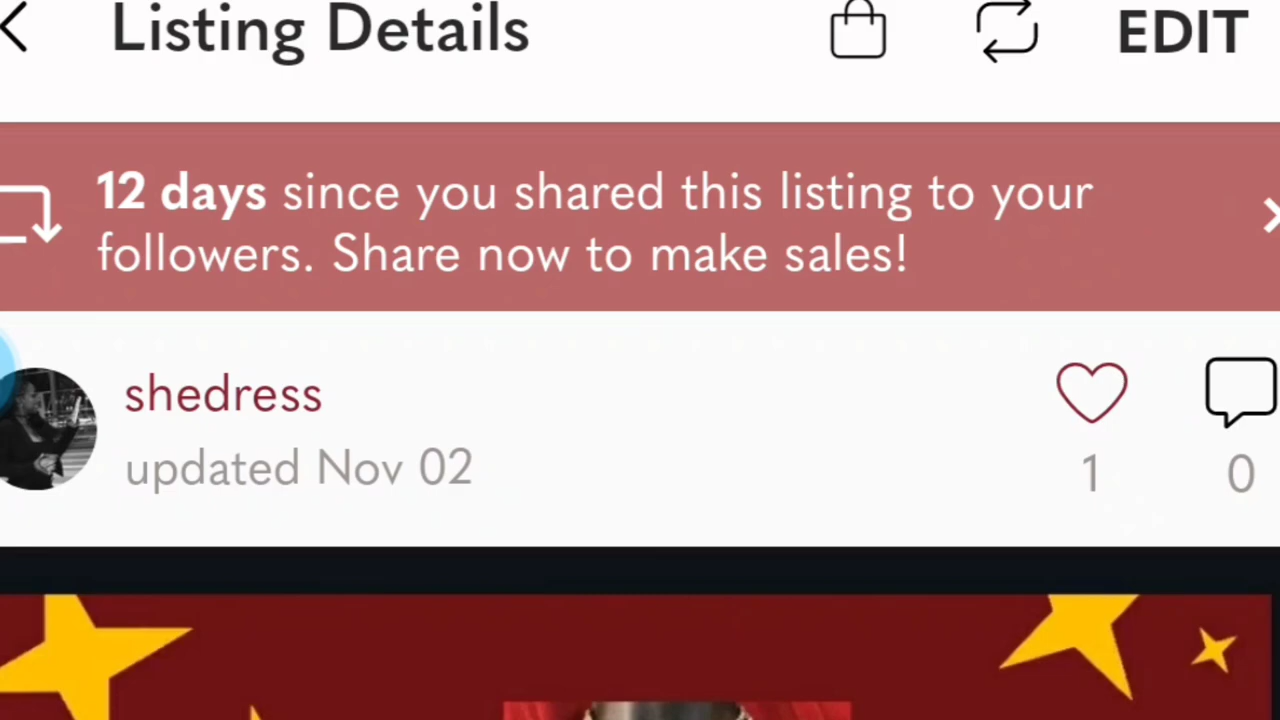 Listing Details EDIT
12 days since you shared this listing to your
followers. Share now to make sales!
shedress
updated Nov 02
1 0